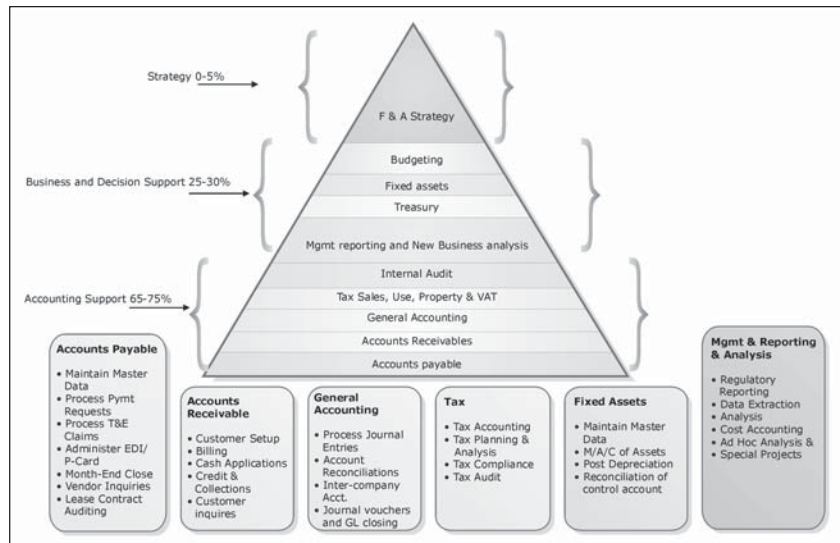 Strategy 0-5%
F & A Strategy
Budgeting
Business and Decision Support 25-30%
Fixed assets
Treasury
Mgmt reporting and New Business analysis
Internal Audit
Accounting Support 65-75%
Tax Sales, Use, Property & VAT
General Accounting
Accounts Receivables
Accounts payable
Accounts Payable
• Maintain Master
Data
• Process Pymt
Requests
• Process T&E
Claims
• Administer EDI/
P-Card
• Month-End Close
• Vendor Inquiries
• Lease Contract
Auditing
Accounts
Receivable
• Customer Setup
• Billing
• Cash Applications
• Credit &
Collections
• Customer
inquires
General
Accounting
• Process Journal
Entries
• Account
Reconciliations
• Inter-company
Acct.
• Journal vouchers
and GL closing
Tax
• Tax Accounting
• Tax Planning &
Analysis
• Tax Compliance
• Tax Audit
Fixed Assets
• Maintain Master
Data
• M/A/C of Assets
• Post Depreciation
• Reconciliation of
control account
Mgmt & Reporting
& Analysis
• Regulatory
Reporting
• Data Extraction
• Analysis
• Cost Accounting
• Ad Hoc Analysis &
• Special Projects